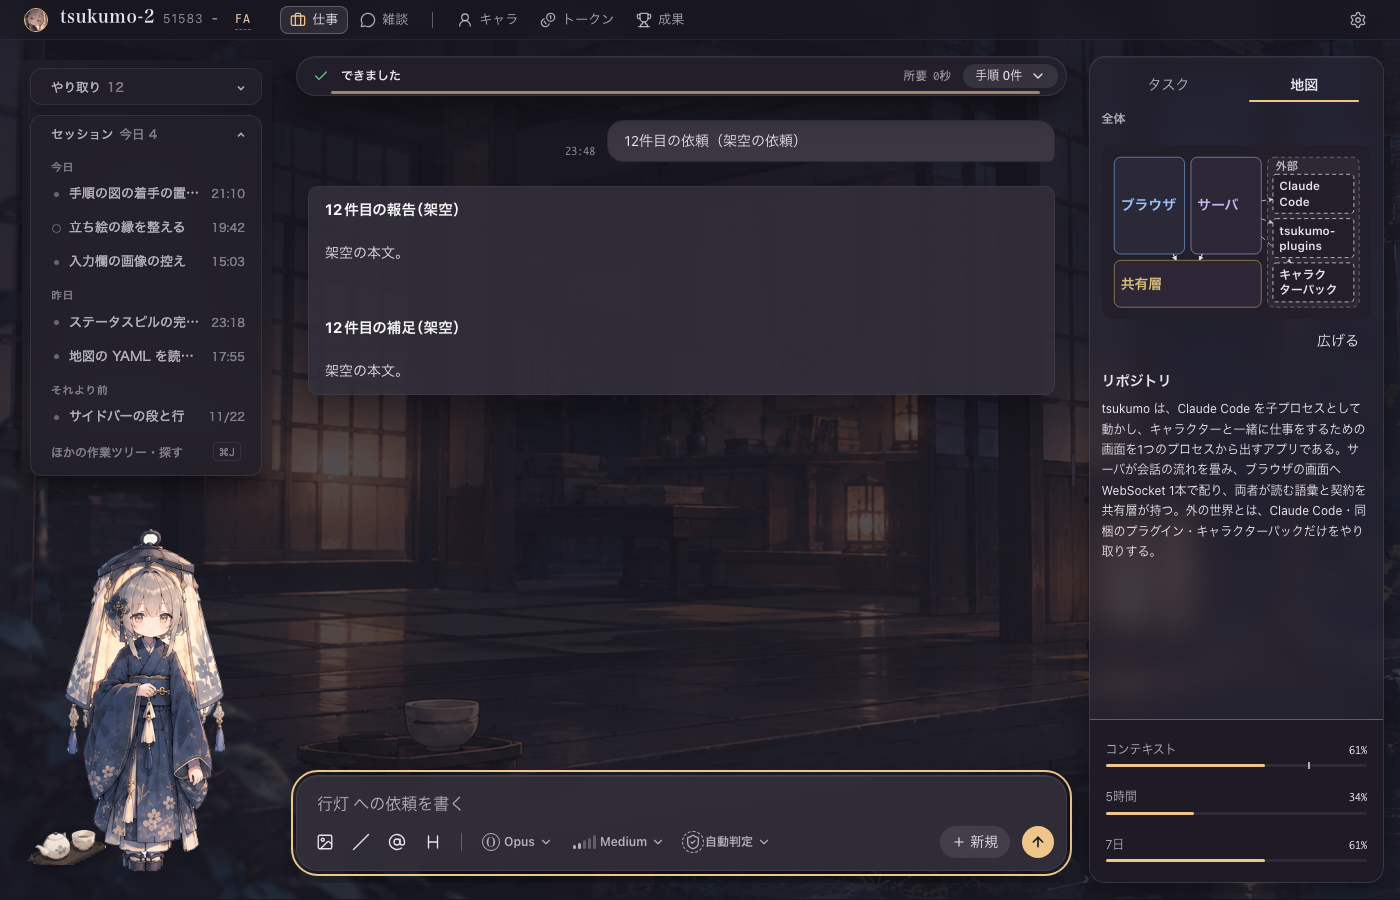 tsukumo-2 51583 - FA 仕事 雑談 キャラ トークン 成果
やり取り 12
セッション 今日 4
今日
手順の図の着手の置… 21:10
立ち絵の縁を整える 19:42
入力欄の画像の控え 15:03
昨日
ステータスピルの完… 23:18
地図の YAML を読… 17:55
それより前
サイドバーの段と行 11/22
ほかの作業ツリー・探す ⌘J
できました 所要 0秒 手順 0件
23:48 12件目の依頼（架空の依頼）
12件目の報告（架空）
架空の本文。
12件目の補足（架空）
架空の本文。
行灯 への依頼を書く
Opus Medium 自動判定 + 新規
タスク 地図
全体
ブラウザ
サーバ
外部
Claude
Code
tsukumo-
plugins
キャラク
ターパック
共有層
広げる
リポジトリ
tsukumo は、Claude Code を子プロセスとして
動かし、キャラクターと一緒に仕事をするための
画面を1つのプロセスから出すアプリである。サ
ーバが会話の流れを畳み、ブラウザの画面へ
WebSocket 1本で配り、両者が読む語彙と契約を
共有層が持つ。外の世界とは、Claude Code・同
梱のプラグイン・キャラクターパックだけをやり
取りする。
コンテキスト 61%
5時間 34%
7日 61%